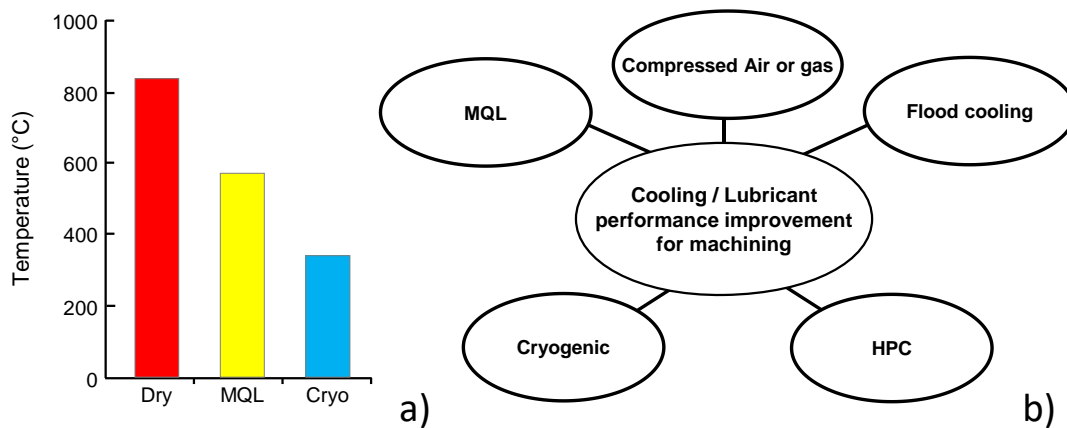 1000
800
600
400
200
0
Temperature (°C)
Dry
MQL
Cryo
a)
Compressed Air or gas
MQL
Flood cooling
Cooling / Lubricant
performance improvement
for machining
Cryogenic
HPC
b)